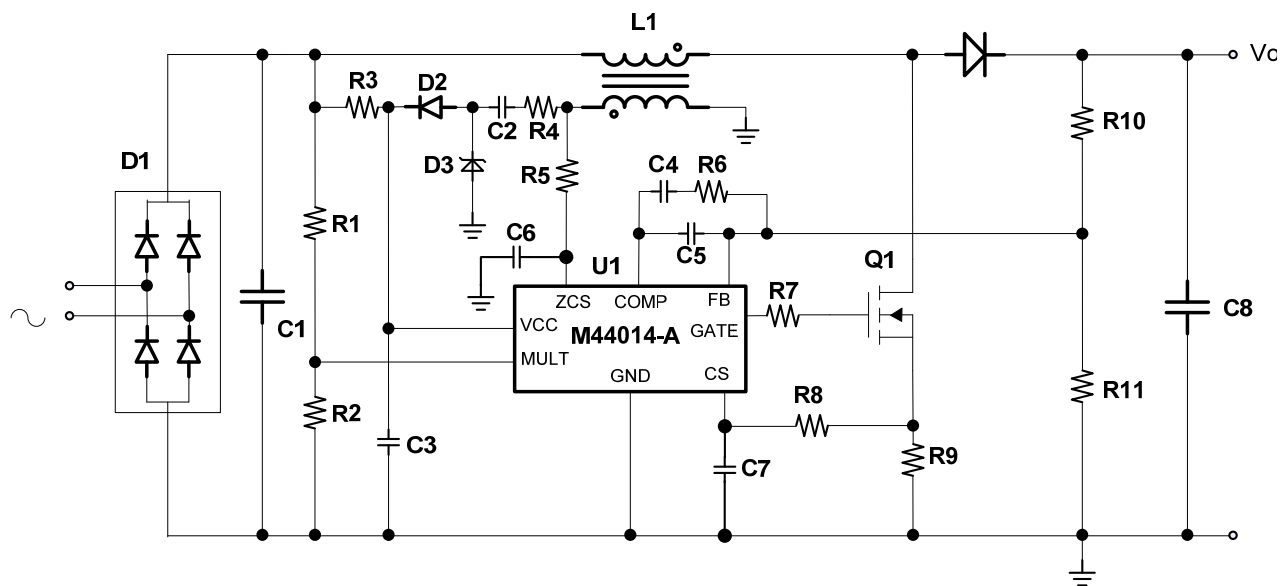 L1
Vo
R3
D2
C2
R4
R10
D1
D3
R5
C4
R6
R1
C6
C5
U1
Q1
ZCS
COMP
FB
R7
C1
VCC
M44014-A
GATE
C8
MULT
GND
CS
R2
R8
R11
C3
C7
R9